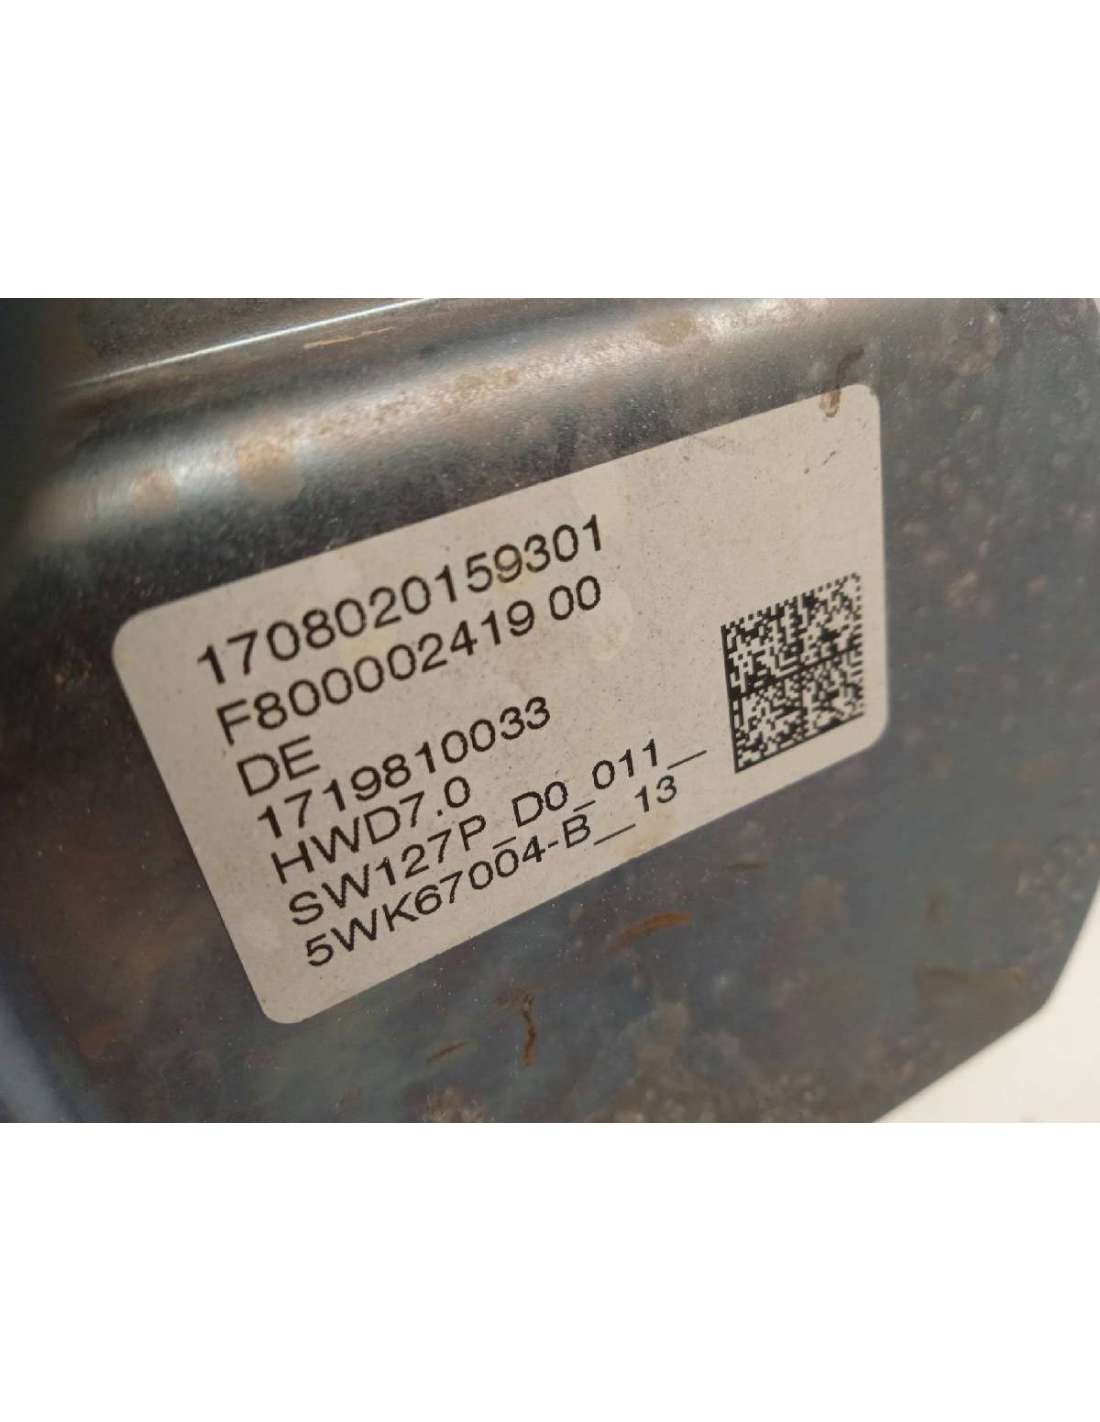 1708020159301
F800002419 00
DE
1719810033
HWD7.0
SW127P_D0_011_
5WK67004-B__13